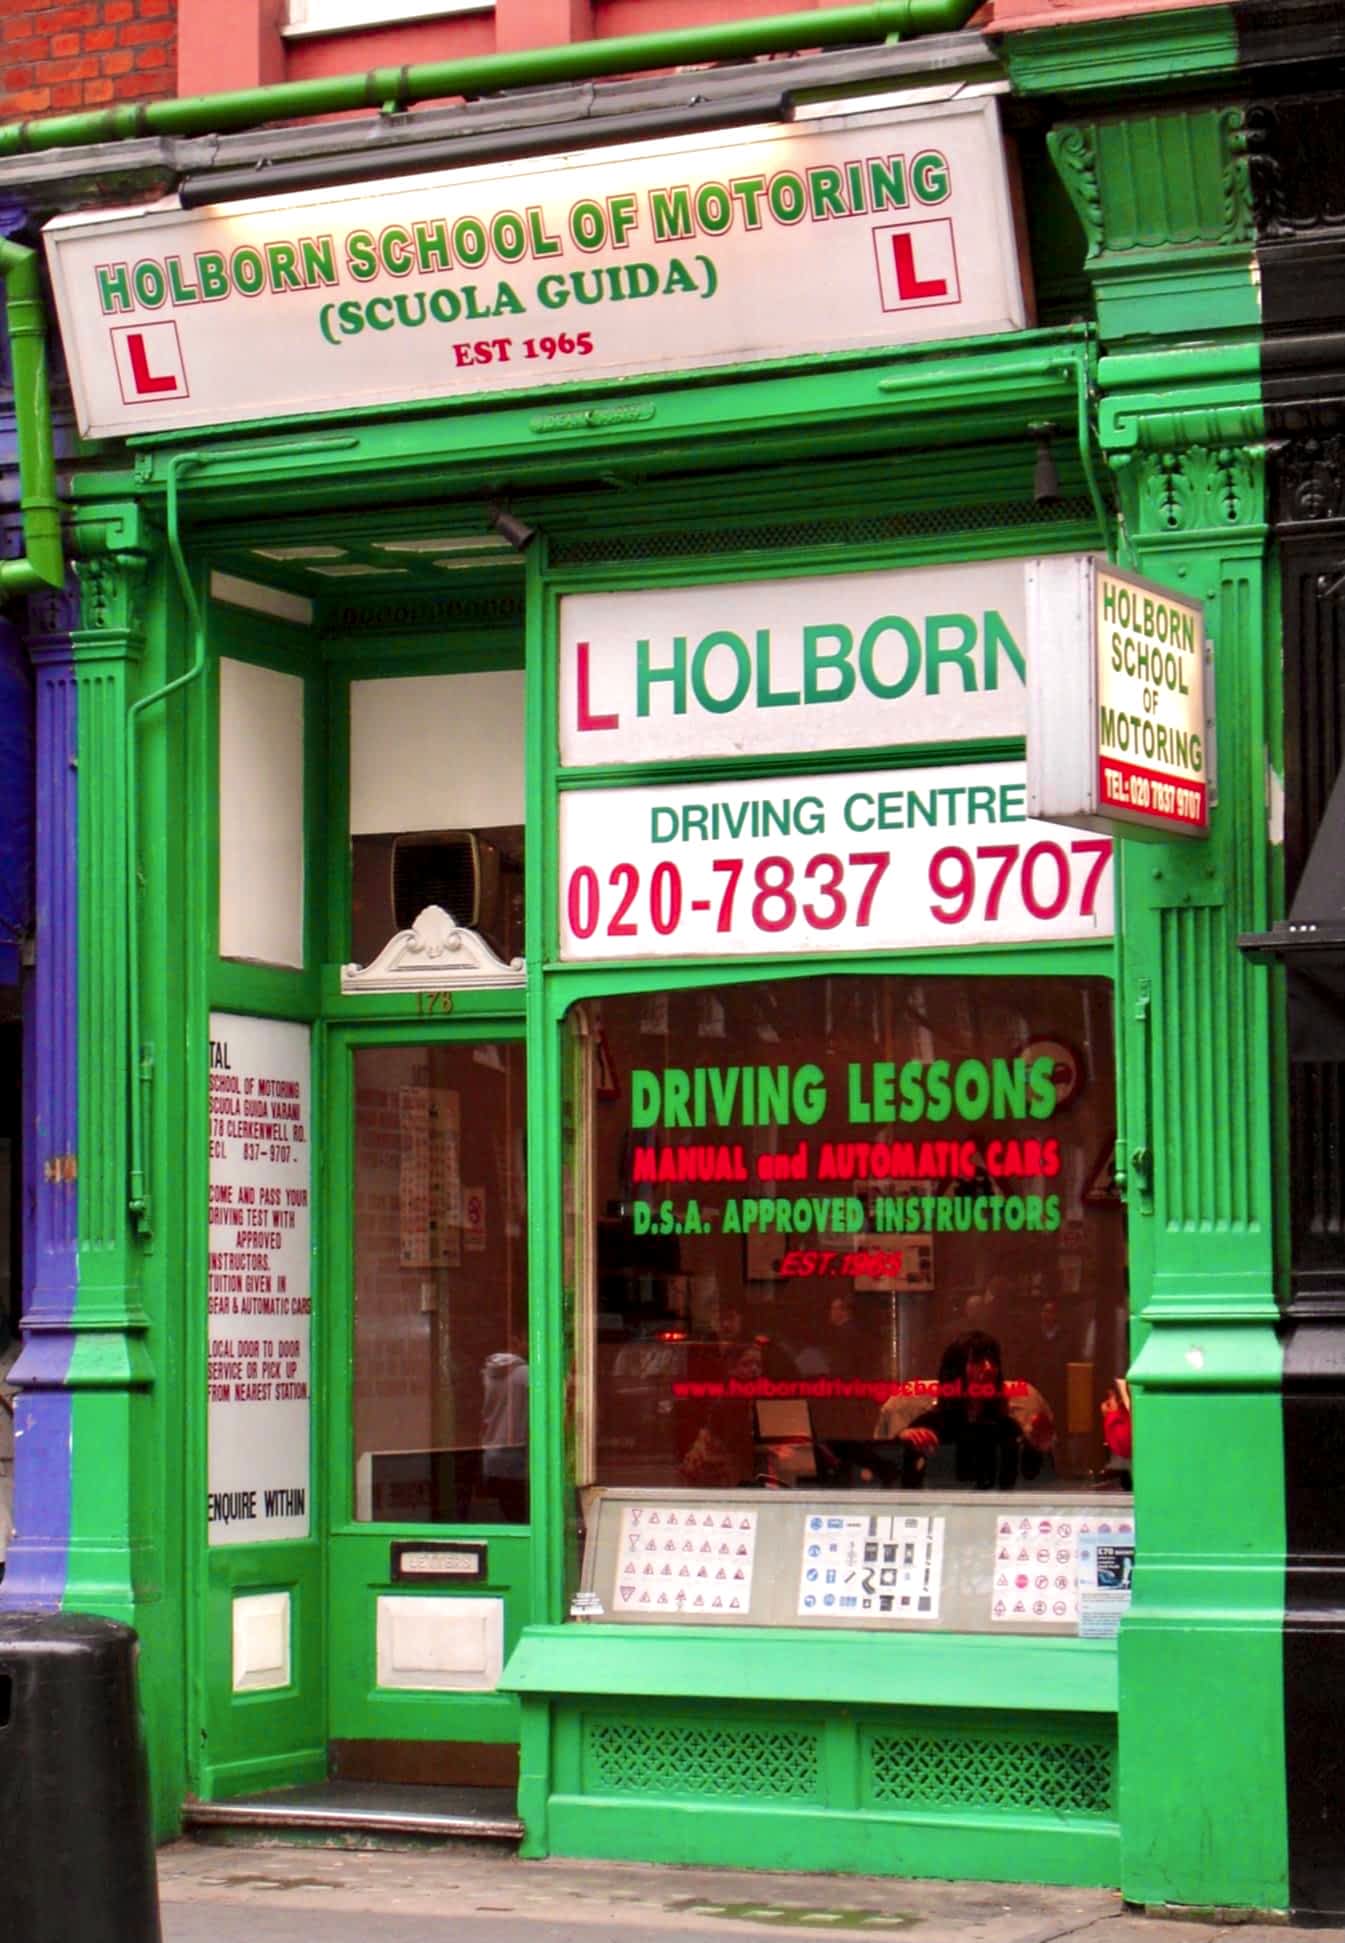 HOLBORN SCHOOL OF MOTORING
(SCUOLA GUIDA)
L
L
EST 1965
L HOLBORN
HOLBORN
SCHOOL
OF
MOTORING
TEL: 020 7837 9707
DRIVING CENTRE
020-7837 9707
178
TAL
SCHOOL OF MOTORING
SCUOLA GUIDA VARANI
178 CLERKENWELL RD.
EC1. 837-9707.
COME AND PASS YOUR
DRIVING TEST WITH
APPROVED
INSTRUCTORS.
TUITION GIVEN IN
GEAR & AUTOMATIC CARS
LOCAL DOOR TO DOOR
SERVICE OR PICK UP
FROM NEAREST STATION.
ENQUIRE WITHIN
LETTERS
DRIVING LESSONS
MANUAL and AUTOMATIC CARS
D.S.A. APPROVED INSTRUCTORS
EST. 1965
www.holborndrivingschool.co.uk